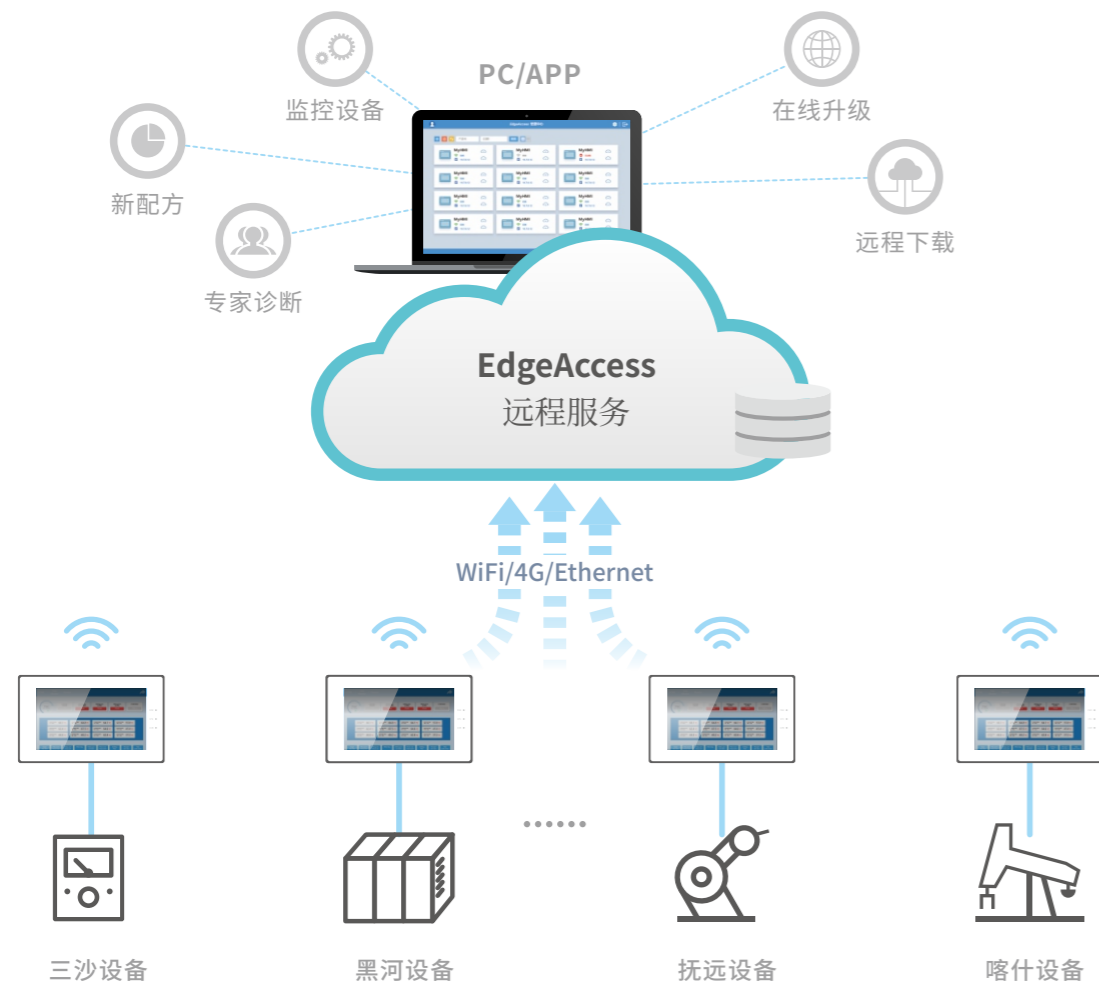 PC/APP
监控设备
在线升级
新配方
远程下载
专家诊断
EdgeAccess
远程服务
WiFi/4G/Ethernet
......
三沙设备
黑河设备
抚远设备
喀什设备